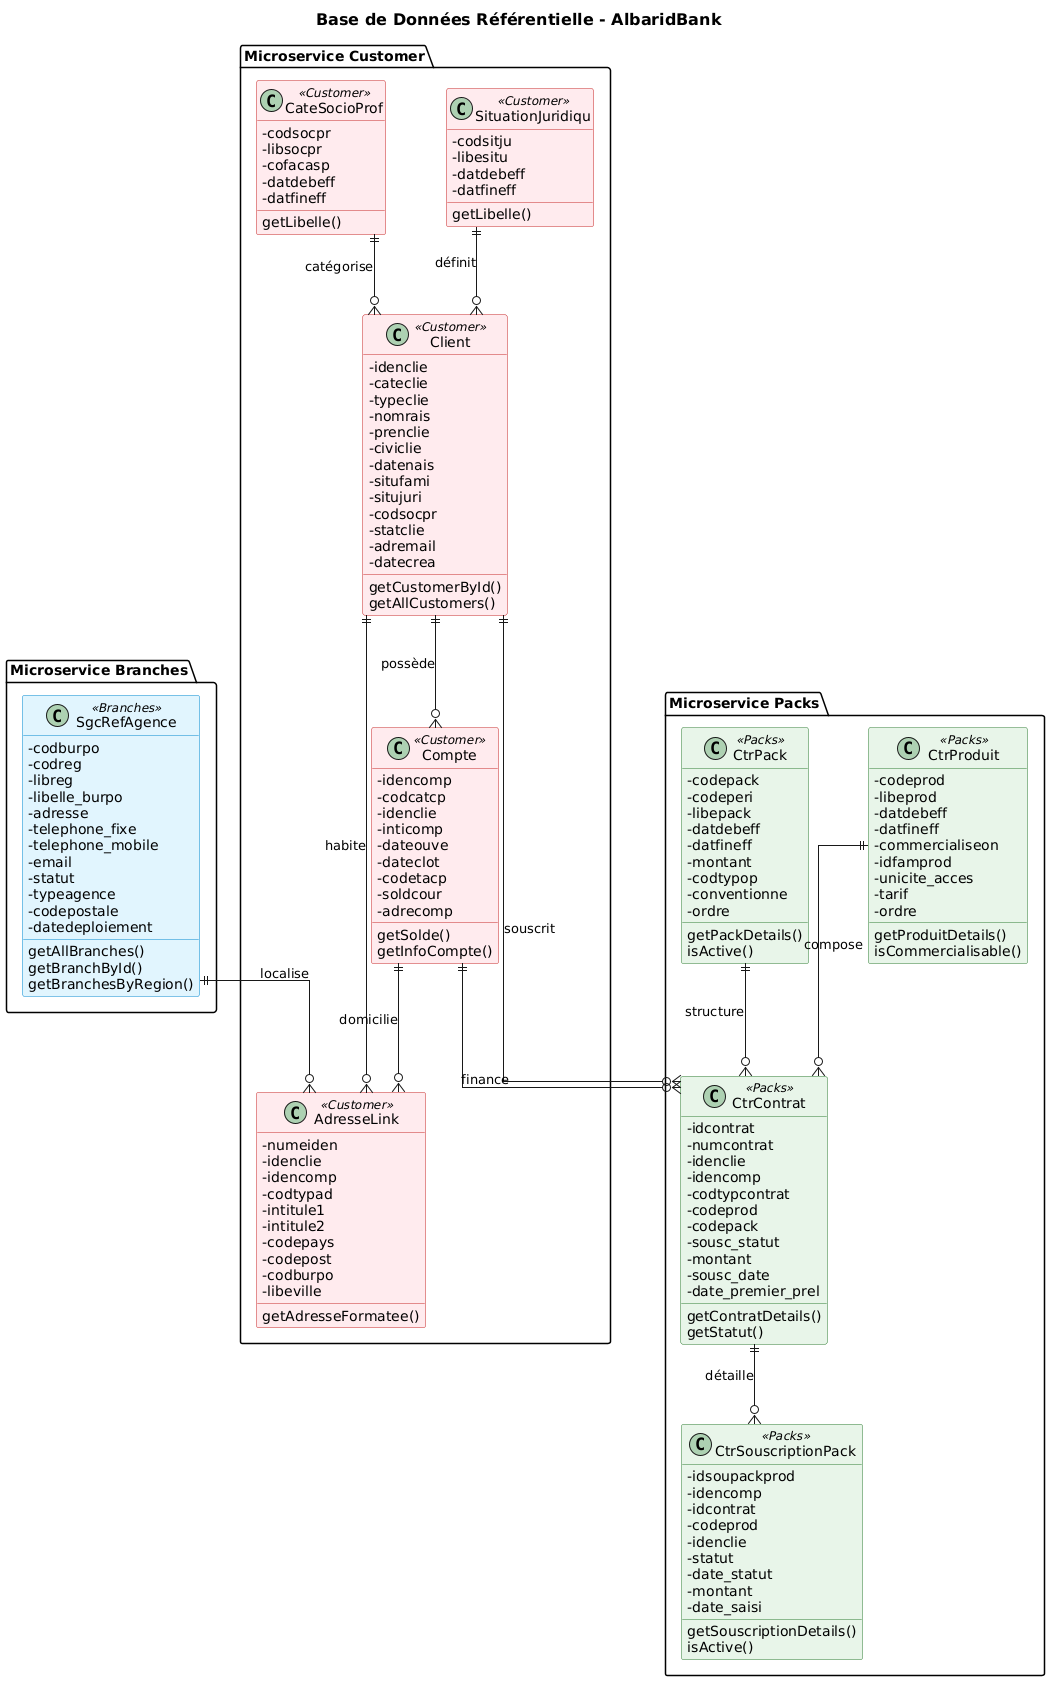 Base de Données Référentielle - AlbaridBank
Microservice Customer
«Customer»
CateSocioProf
-codsocpr
-libsocpr
-cofacasp
-datdebeff
-datfineff
getLibelle()
«Customer»
SituationJuridiqu
-codsitju
-libesitu
-datdebeff
-datfineff
getLibelle()
catégorise
définit
«Customer»
Client
-idenclie
-cateclie
-typeclie
-nomrais
-prenclie
-civiclie
-datenais
-situfami
-situjuri
-codsocpr
-statclie
-adremail
-datecrea
getCustomerById()
getAllCustomers()
possède
habite
souscrit
«Customer»
Compte
-idencomp
-codcatcp
-idenclie
-inticomp
-dateouve
-dateclot
-codetacp
-soldcour
-adrecomp
getSolde()
getInfoCompte()
Microservice Branches
«Branches»
SgcRefAgence
-codburpo
-codreg
-libreg
-libelle_burpo
-adresse
-telephone_fixe
-telephone_mobile
-email
-statut
-typeagence
-codepostale
-datedeploiement
getAllBranches()
getBranchById()
getBranchesByRegion()
localise
domicilie
finance
«Customer»
AdresseLink
-numeiden
-idenclie
-idencomp
-codtypad
-intitule1
-intitule2
-codepays
-codepost
-codburpo
-libeville
getAdresseFormatee()
Microservice Packs
«Packs»
CtrPack
-codepack
-codeperi
-libepack
-datdebeff
-datfineff
-montant
-codtypop
-conventionne
-ordre
getPackDetails()
isActive()
«Packs»
CtrProduit
-codeprod
-libeprod
-datdebeff
-datfineff
-commercialiseon
-idfamprod
-unicite_acces
-tarif
-ordre
getProduitDetails()
isCommercialisable()
compose
structure
«Packs»
CtrContrat
-idcontrat
-numcontrat
-idenclie
-idencomp
-codtypcontrat
-codeprod
-codepack
-sousc_statut
-montant
-sousc_date
-date_premier_prel
getContratDetails()
getStatut()
détaille
«Packs»
CtrSouscriptionPack
-idsoupackprod
-idencomp
-idcontrat
-codeprod
-idenclie
-statut
-date_statut
-montant
-date_saisi
getSouscriptionDetails()
isActive()